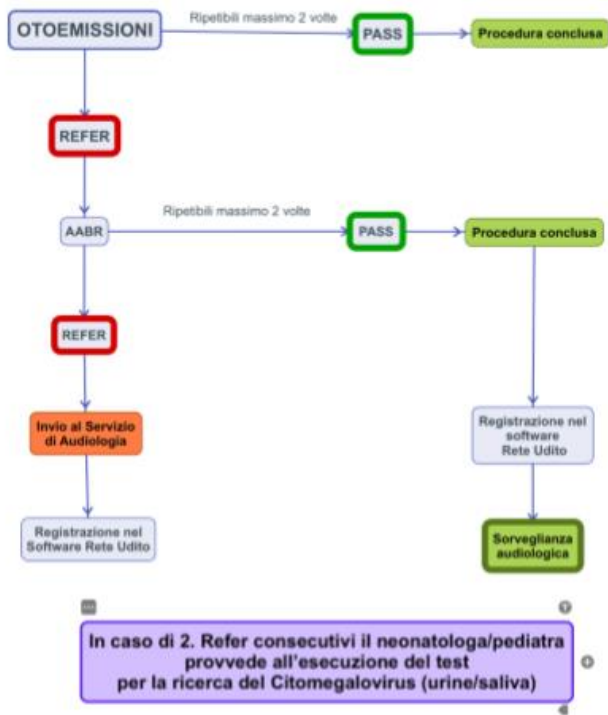 OTOEMISSIONI
Ripetibili massimo 2 volte
PASS
Procedura conclusa
REFER
AABR
Ripetibili massimo 2 volte
PASS
Procedura conclusa
REFER
Invio al Servizio
di Audiologia
Registrazione nel
software
Rete Udito
Registrazione nel
Software Rete Udito
Sorveglianza
audiologica
In caso di 2. Refer consecutivi il neonatologa/pediatra
provvede all'esecuzione del test
per la ricerca del Citomegalovirus (urine/saliva)